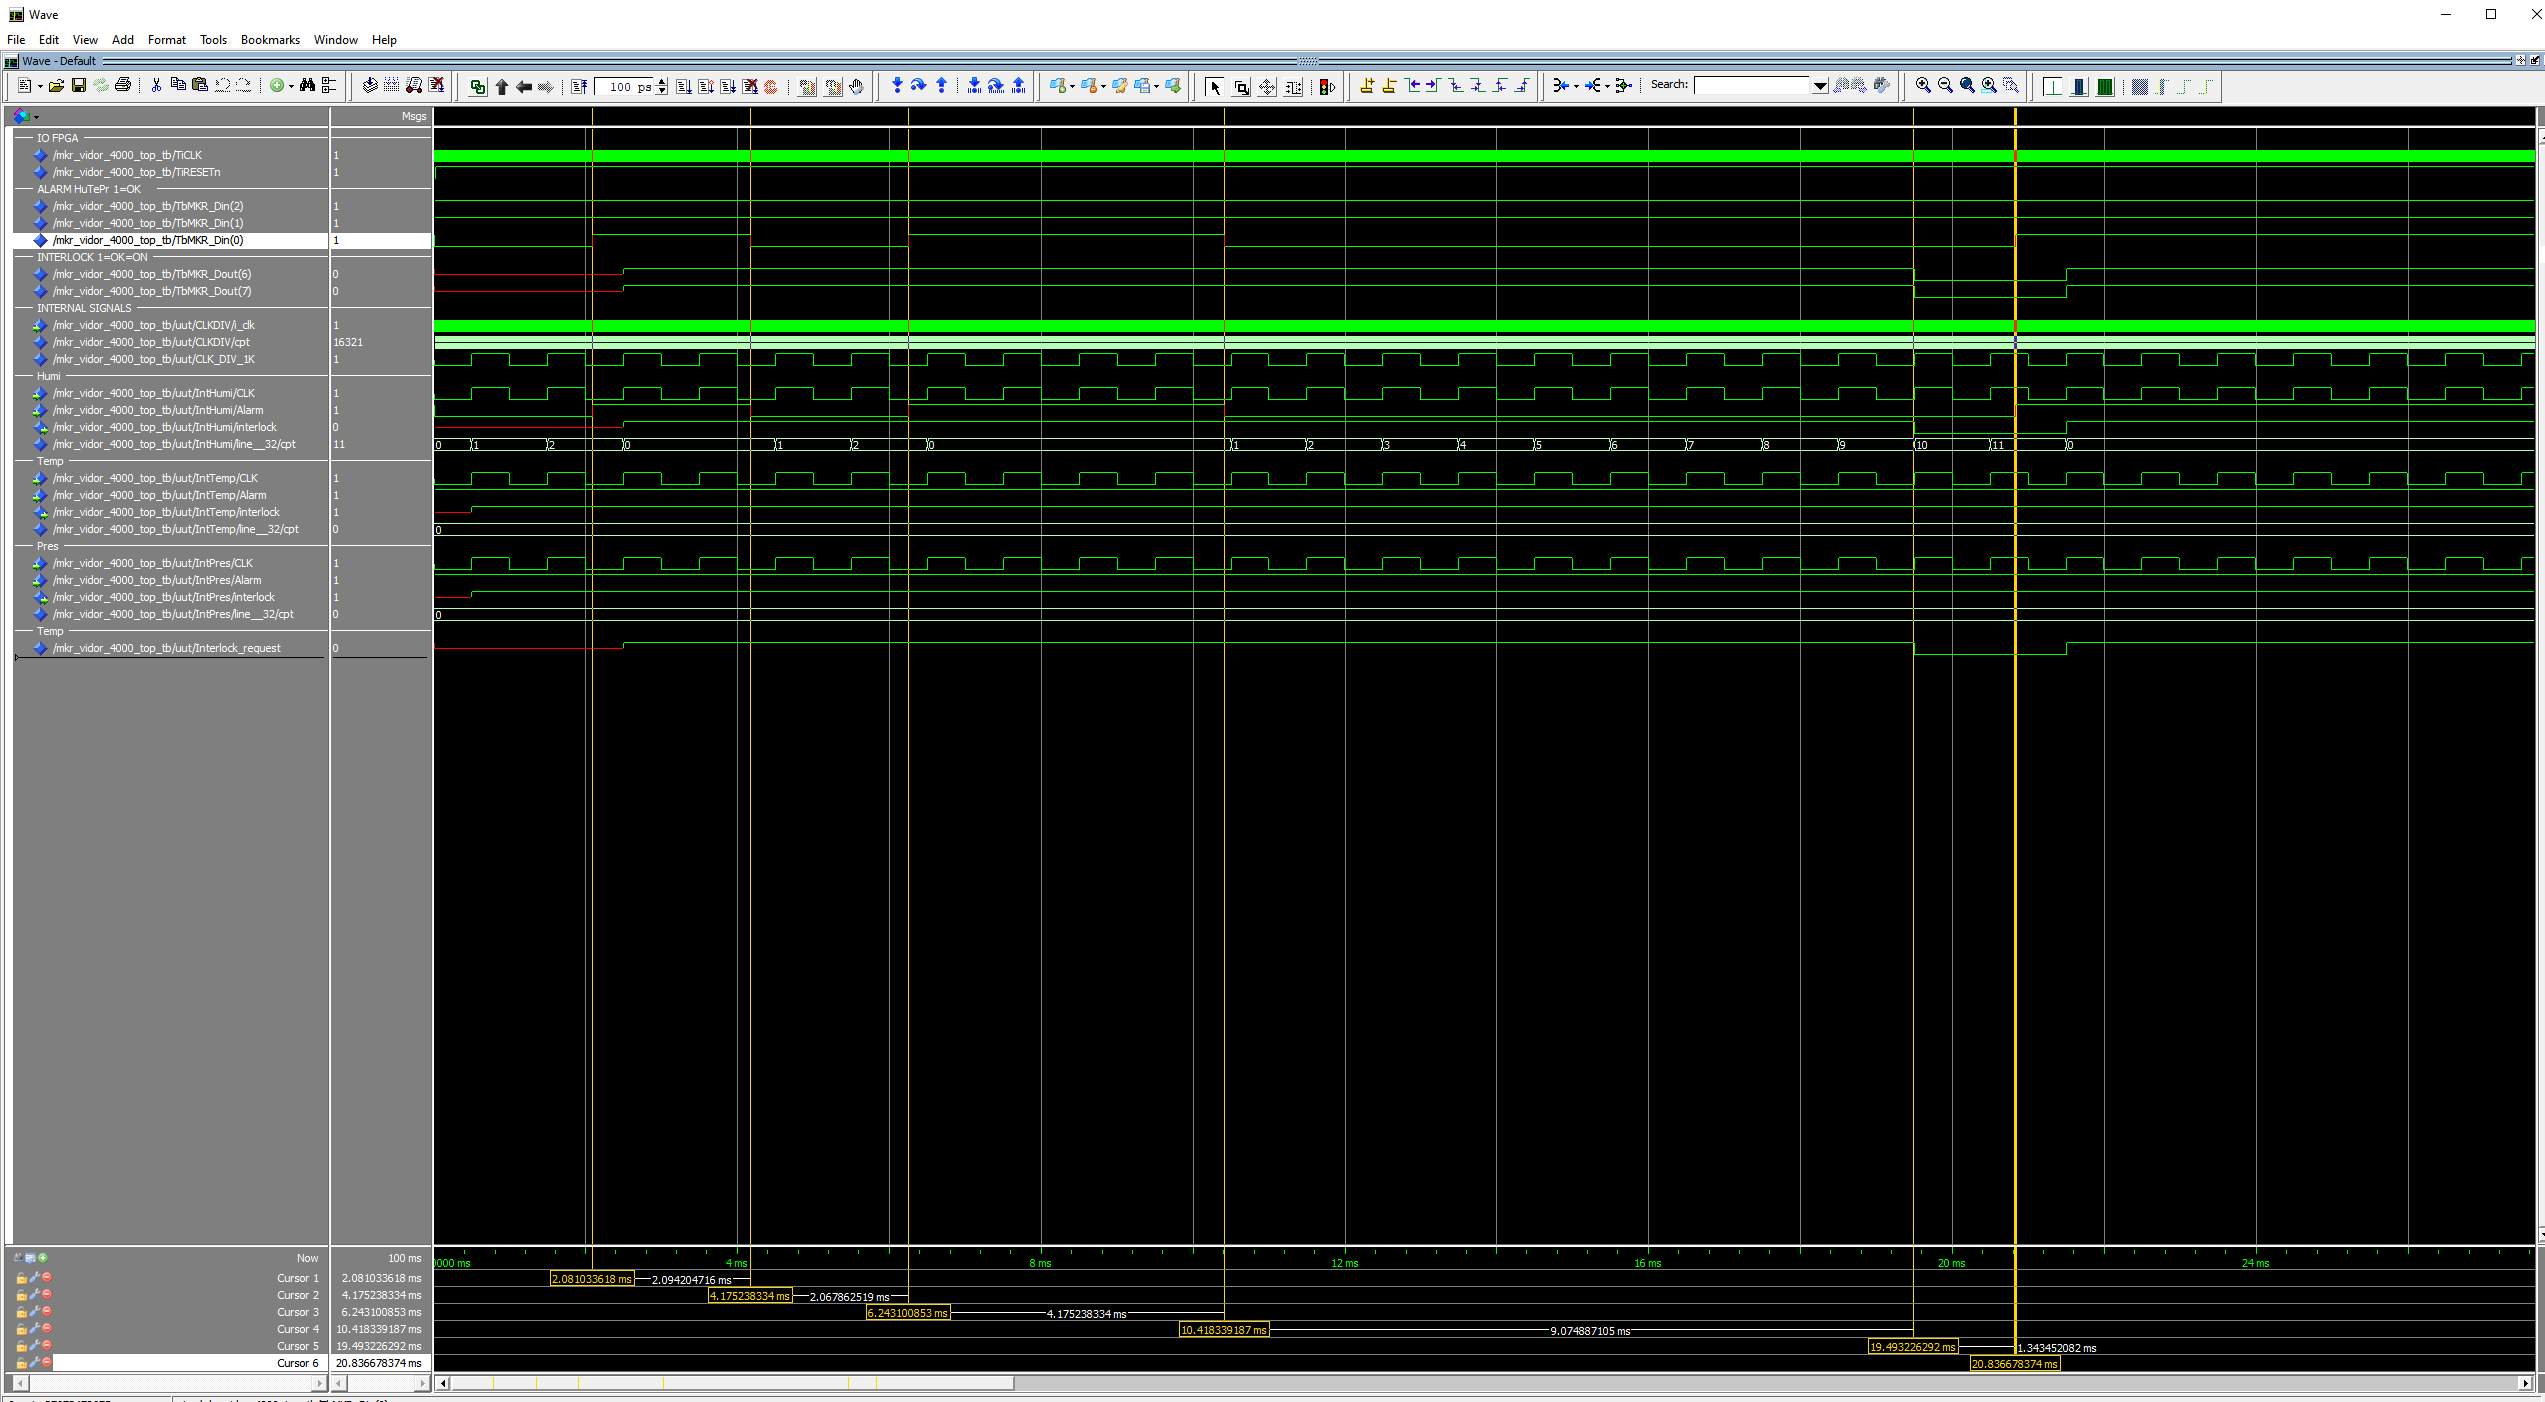 Wave
File Edit View Add Format Tools Bookmarks Window Help
Wave - Default
100 ps Search:
Msgs
IO FPGA
/mkr_vidor_4000_top_tb/TiCLK 1
/mkr_vidor_4000_top_tb/TiRESETn 1
ALARM HuTePr 1=OK
/mkr_vidor_4000_top_tb/TbMKR_Din(2) 1
/mkr_vidor_4000_top_tb/TbMKR_Din(1) 1
/mkr_vidor_4000_top_tb/TbMKR_Din(0) 1
INTERLOCK 1=OK=ON
/mkr_vidor_4000_top_tb/TbMKR_Dout(6) 0
/mkr_vidor_4000_top_tb/TbMKR_Dout(7) 0
INTERNAL SIGNALS
/mkr_vidor_4000_top_tb/uut/CLKDIV/i_clk 1
/mkr_vidor_4000_top_tb/uut/CLKDIV/cpt 16321
/mkr_vidor_4000_top_tb/uut/CLK_DIV_1K 1
Humi
/mkr_vidor_4000_top_tb/uut/IntHumi/CLK 1
/mkr_vidor_4000_top_tb/uut/IntHumi/Alarm 1
/mkr_vidor_4000_top_tb/uut/IntHumi/interlock 0
/mkr_vidor_4000_top_tb/uut/IntHumi/line__32/cpt 11 0 1 2 0 1 2 0 1 2 3 4 5 6 7 8 9 10 11 0
Temp
/mkr_vidor_4000_top_tb/uut/IntTemp/CLK 1
/mkr_vidor_4000_top_tb/uut/IntTemp/Alarm 1
/mkr_vidor_4000_top_tb/uut/IntTemp/interlock 1
/mkr_vidor_4000_top_tb/uut/IntTemp/line__32/cpt 0 0
Pres
/mkr_vidor_4000_top_tb/uut/IntPres/CLK 1
/mkr_vidor_4000_top_tb/uut/IntPres/Alarm 1
/mkr_vidor_4000_top_tb/uut/IntPres/interlock 1
/mkr_vidor_4000_top_tb/uut/IntPres/line__32/cpt 0 0
Temp
/mkr_vidor_4000_top_tb/uut/Interlock_request 0
Now 100 ms 0000 ms 4 ms 8 ms 12 ms 16 ms 20 ms 24 ms
Cursor 1 2.081033618 ms 2.081033618 ms 2.094204716 ms
Cursor 2 4.175238334 ms 4.175238334 ms 2.067862519 ms
Cursor 3 6.243100853 ms 6.243100853 ms 4.175238334 ms
Cursor 4 10.418339187 ms 10.418339187 ms 9.074887105 ms
Cursor 5 19.493226292 ms 19.493226292 ms 1.343452082 ms
Cursor 6 20.836678374 ms 20.836678374 ms